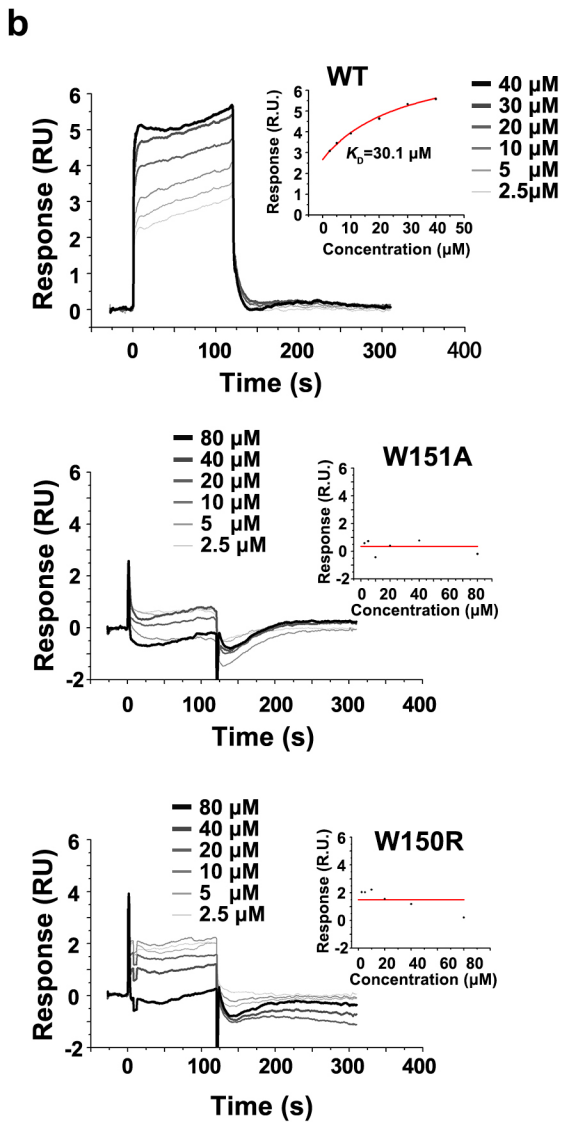 b
WT
40 µM
30 µM
20 µM
10 µM
5 µM
2.5µM
Response (RU)
6
5
4
3
2
1
0
0 100 200 300 400
Time (s)
Response (R.U.)
6
5
4
3
2
1
0
K_D=30.1 µM
0 10 20 30 40 50
Concentration (µM)
80 µM
40 µM
20 µM
10 µM
5 µM
2.5 µM
W151A
Response (RU)
6
4
2
0
-2
0 100 200 300 400
Time (s)
Response (R.U.)
6
4
2
0
-2
0 20 40 60 80
Concentration (µM)
80 µM
40 µM
20 µM
10 µM
5 µM
2.5 µM
W150R
Response (RU)
6
4
2
0
-2
0 100 200 300 400
Time (s)
Response (R.U.)
6
4
2
0
-2
0 20 40 60 80
Concentration (µM)